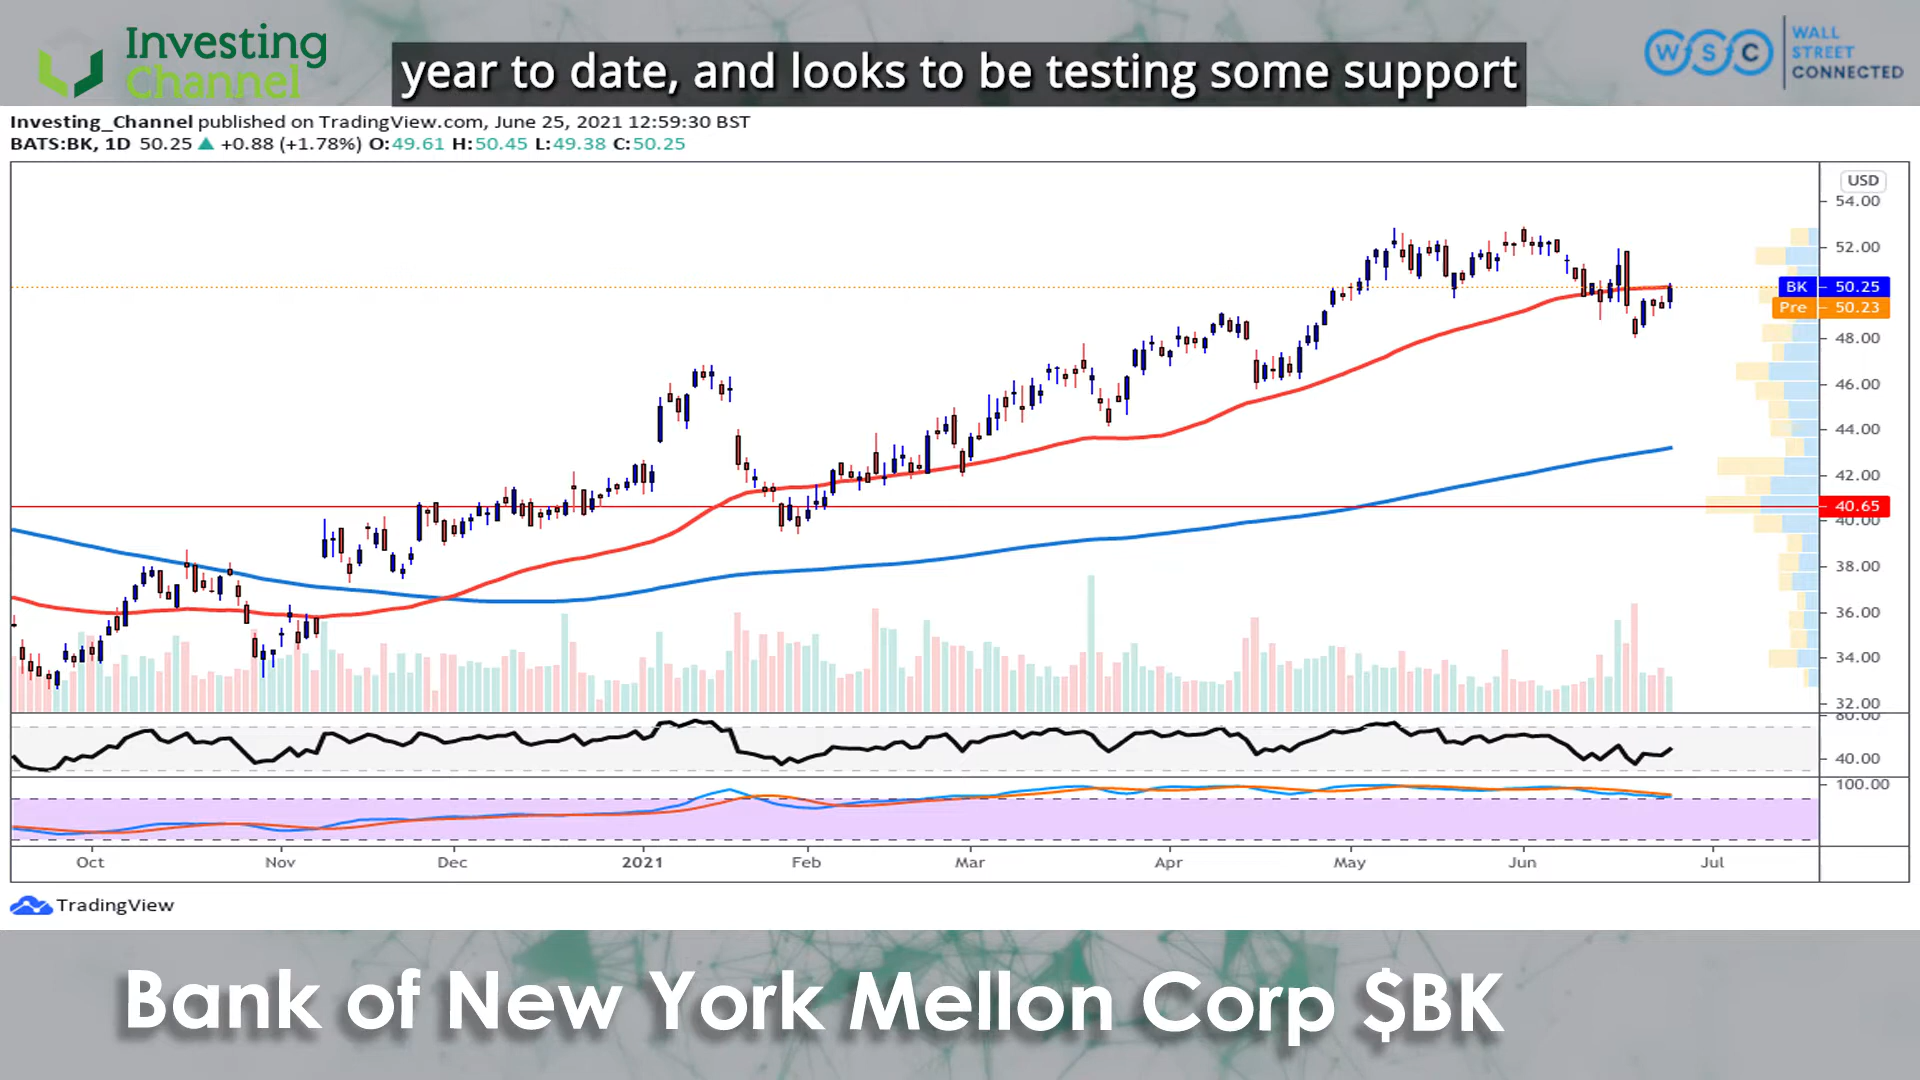 Investing
Channel
year to date, and looks to be testing some support
WSC
WALL
STREET
CONNECTED
Investing_Channel published on TradingView.com, June 25, 2021 12:59:30 BST
BATS:BK, 1D 50.25 ▲ +0.88 (+1.78%) O:49.61 H:50.45 L:49.38 C:50.25
USD
54.00
52.00
BK 50.25
Pre 50.23
48.00
46.00
44.00
42.00
40.65
40.00
38.00
36.00
34.00
32.00
80.00
40.00
100.00
Oct Nov Dec 2021 Feb Mar Apr May Jun Jul
TradingView
Bank of New York Mellon Corp $BK